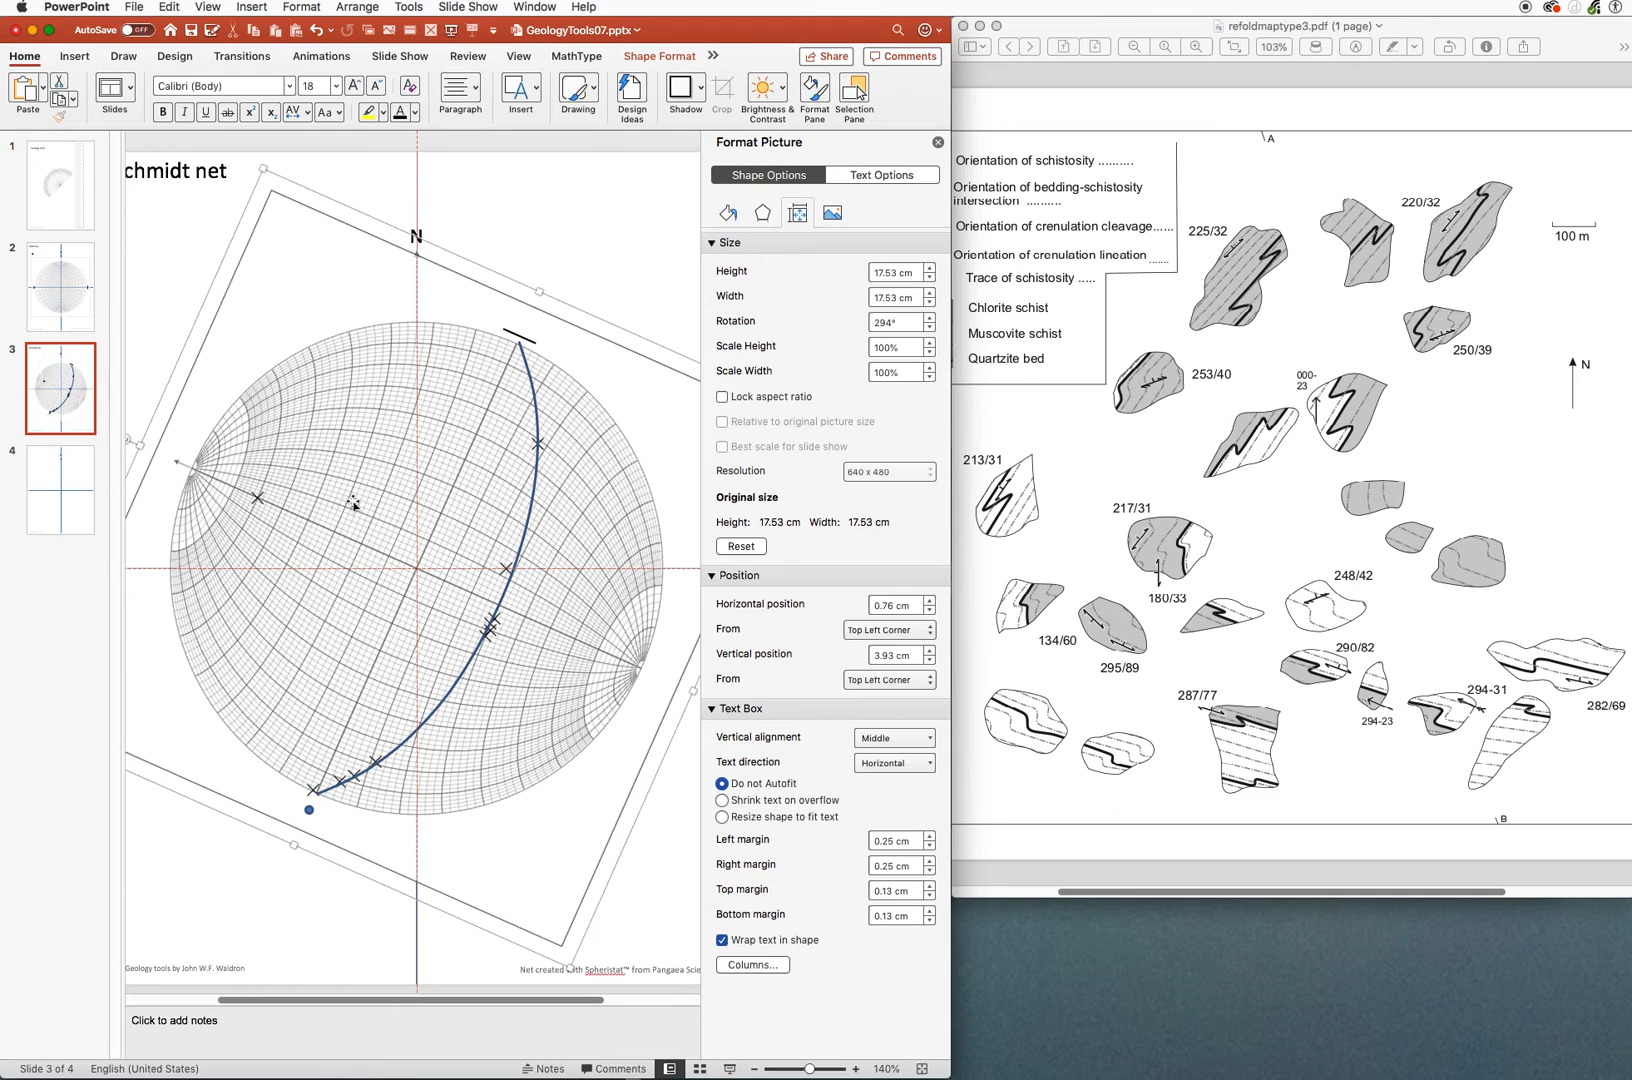 PowerPoint File Edit View Insert Format Arrange Tools Slide Show Window Help
AutoSave OFF GeologyTools07.pptx
Home Insert Draw Design Transitions Animations Slide Show Review View MathType Shape Format Share Comments
Calibri (Body) 18
Paste Slides Paragraph Insert Drawing Design Ideas Shadow Crop Brightness & Contrast Format Pane Selection Pane
B I U ab x² x₂ AV Aa A
1
2
3
4
chmidt net
N
Geology tools by John W.F. Waldron
Net created with Spheristat™ from Pangaea Scie
Click to add notes
Format Picture
Shape Options Text Options
Size
Height 17.53 cm
Width 17.53 cm
Rotation 294°
Scale Height 100%
Scale Width 100%
Lock aspect ratio
Relative to original picture size
Best scale for slide show
Resolution 640 x 480
Original size
Height: 17.53 cm Width: 17.53 cm
Reset
Position
Horizontal position 0.76 cm
From Top Left Corner
Vertical position 3.93 cm
From Top Left Corner
Text Box
Vertical alignment Middle
Text direction Horizontal
Do not Autofit
Shrink text on overflow
Resize shape to fit text
Left margin 0.25 cm
Right margin 0.25 cm
Top margin 0.13 cm
Bottom margin 0.13 cm
Wrap text in shape
Columns...
Slide 3 of 4 English (United States) Notes Comments 140%
refoldmaptype3.pdf (1 page)
103%
A
Orientation of schistosity ..........
Orientation of bedding-schistosity
intersection ..........
Orientation of crenulation cleavage.....
Orientation of crenulation lineation ......
Trace of schistosity .....
Chlorite schist
Muscovite schist
Quartzite bed
220/32
225/32
100 m
250/39
253/40
000-
23
N
213/31
217/31
248/42
180/33
134/60
290/82
295/89
294-31
287/77
282/69
294-23
B